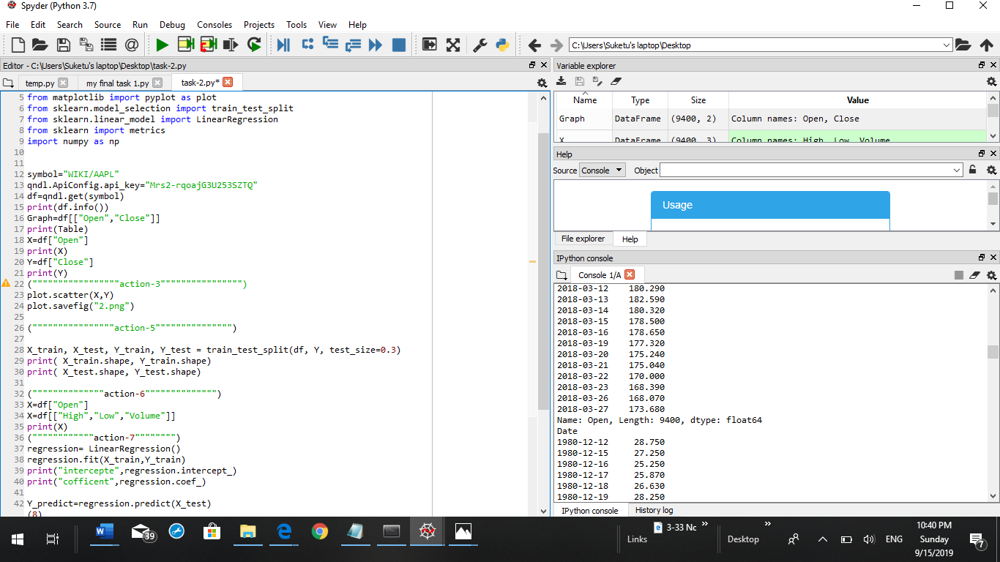 Spyder (Python 3.7)
File Edit Search Source Run Debug Consoles Projects Tools View Help
C:\Users\Suketu's laptop\Desktop
Editor - C:\Users\Suketu's laptop\Desktop\task-2.py
temp.py my final task 1.py task-2.py*
5 from matplotlib import pyplot as plot
6 from sklearn.model_selection import train_test_split
7 from sklearn.linear_model import LinearRegression
8 from sklearn import metrics
9 import numpy as np
10
11
12 symbol="WIKI/AAPL"
13 qndl.ApiConfig.api_key="Mrs2-rqoajG3U253SZTQ"
14 df=qndl.get(symbol)
15 print(df.info())
16 Graph=df[["Open","Close"]]
17 print(Table)
18 X=df["Open"]
19 print(X)
20 Y=df["Close"]
21 print(Y)
22 ("""""""""""""""""action-3"""""""""""""""")
23 plot.scatter(X,Y)
24 plot.savefig("2.png")
25
26 (""""""""""""""""action-5""""""""""""""")
27
28 X_train, X_test, Y_train, Y_test = train_test_split(df, Y, test_size=0.3)
29 print( X_train.shape, Y_train.shape)
30 print( X_test.shape, Y_test.shape)
31
32 (""""""""""""""action-6"""""""""""""")
33 X=df["Open"]
34 X=df[["High","Low","Volume"]]
35 print(X)
36 (""""""""""""action-7"""""""")
37 regression= LinearRegression()
38 regression.fit(X_train,Y_train)
39 print("intercepte",regression.intercept_)
40 print("cofficent",regression.coef_)
41
42 Y_predict=regression.predict(X_test)
(8)
Variable explorer
Name Type Size Value
Graph DataFrame (9400, 2) Column names: Open, Close
X DataFrame (9400, 3) Column names: High, Low, Volume
Help
Source Console Object
Usage
File explorer Help
IPython console
Console 1/A
2018-03-12 180.290
2018-03-13 182.590
2018-03-14 180.320
2018-03-15 178.500
2018-03-16 178.650
2018-03-19 177.320
2018-03-20 175.240
2018-03-21 175.040
2018-03-22 170.000
2018-03-23 168.390
2018-03-26 168.070
2018-03-27 173.680
Name: Open, Length: 9400, dtype: float64
Date
1980-12-12 28.750
1980-12-15 27.250
1980-12-16 25.250
1980-12-17 25.870
1980-12-18 26.630
1980-12-19 28.250
IPython console History log
39
3-33 Nc »
Links
»
Desktop
ENG
10:40 PM
Sunday
9/15/2019
7